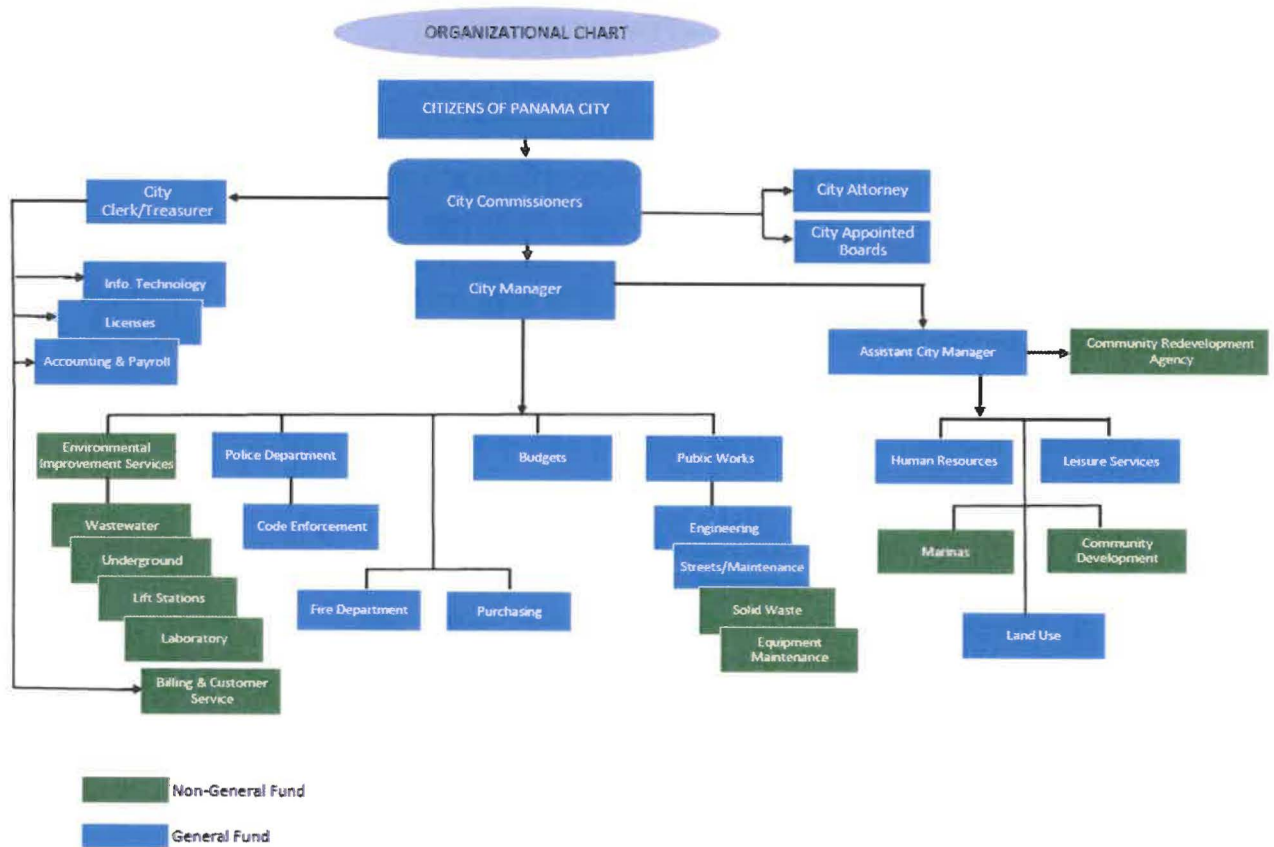 ORGANIZATIONAL CHART
CITIZENS OF PANAMA CITY
City Commissioners
City
Clerk/Treasurer
City Attorney
City Appointed
Boards
City Manager
Info. Technology
Licenses
Accounting & Payroll
Assistant City Manager
Community Redevelopment
Agency
Environmental
Improvement Services
Police Department
Budgets
Public Works
Human Resources
Leisure Services
Wastewater
Underground
Lift Stations
Laboratory
Billing & Customer
Service
Code Enforcement
Fire Department
Purchasing
Engineering
Streets/Maintenance
Solid Waste
Equipment
Maintenance
Marinas
Community
Development
Land Use
Non-General Fund
General Fund